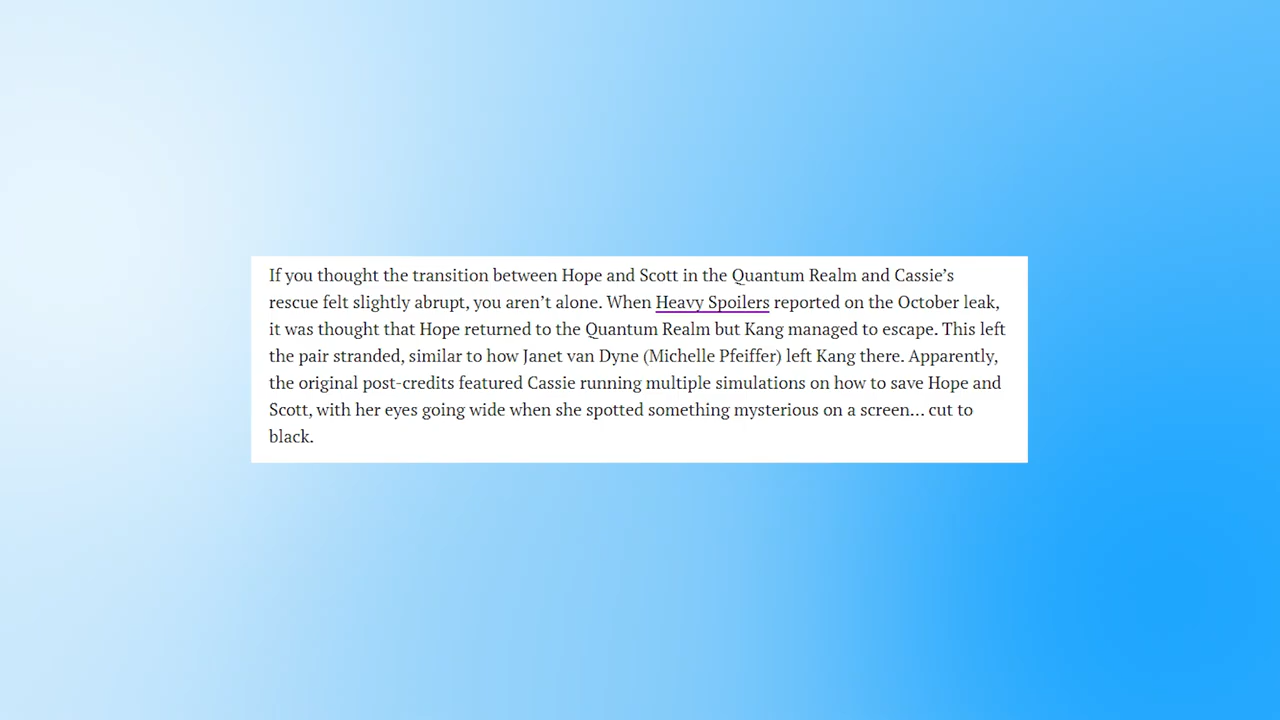 If you thought the transition between Hope and Scott in the Quantum Realm and Cassie’s
rescue felt slightly abrupt, you aren’t alone. When Heavy Spoilers reported on the October leak,
it was thought that Hope returned to the Quantum Realm but Kang managed to escape. This left
the pair stranded, similar to how Janet van Dyne (Michelle Pfeiffer) left Kang there. Apparently,
the original post-credits featured Cassie running multiple simulations on how to save Hope and
Scott, with her eyes going wide when she spotted something mysterious on a screen… cut to
black.